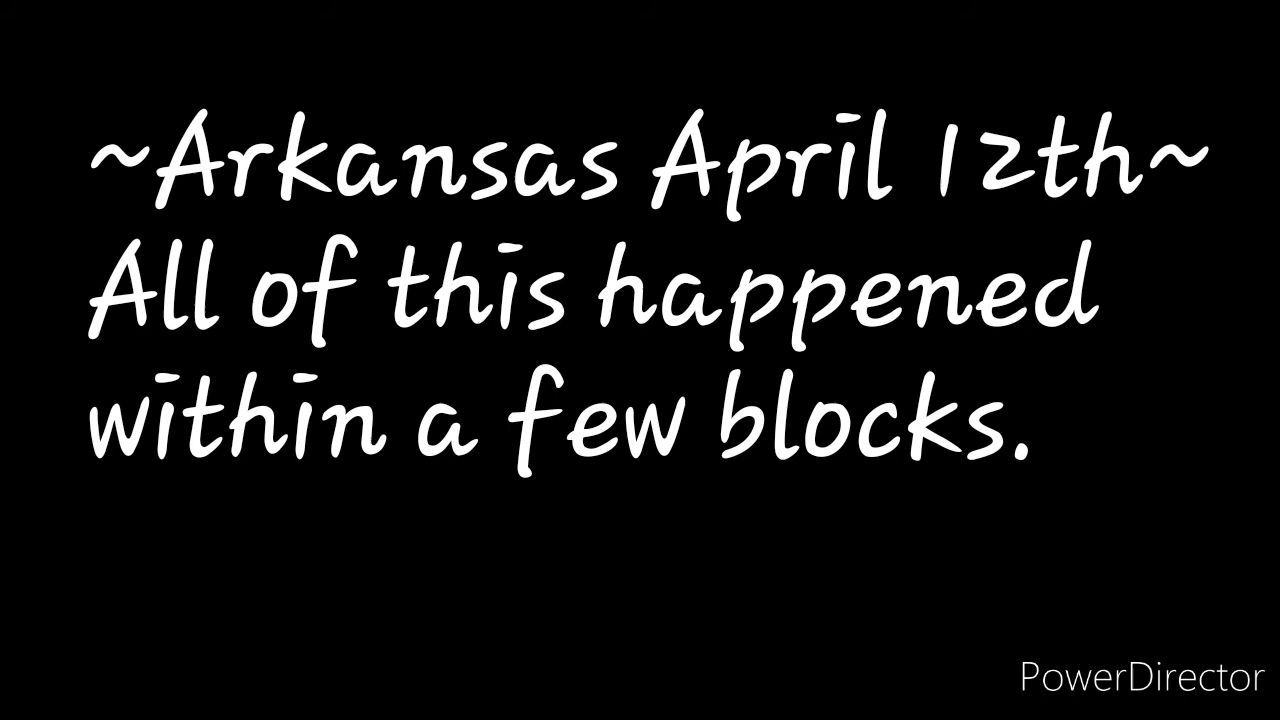 ~Arkansas April 12th~
All of this happened
within a few blocks.
PowerDirector